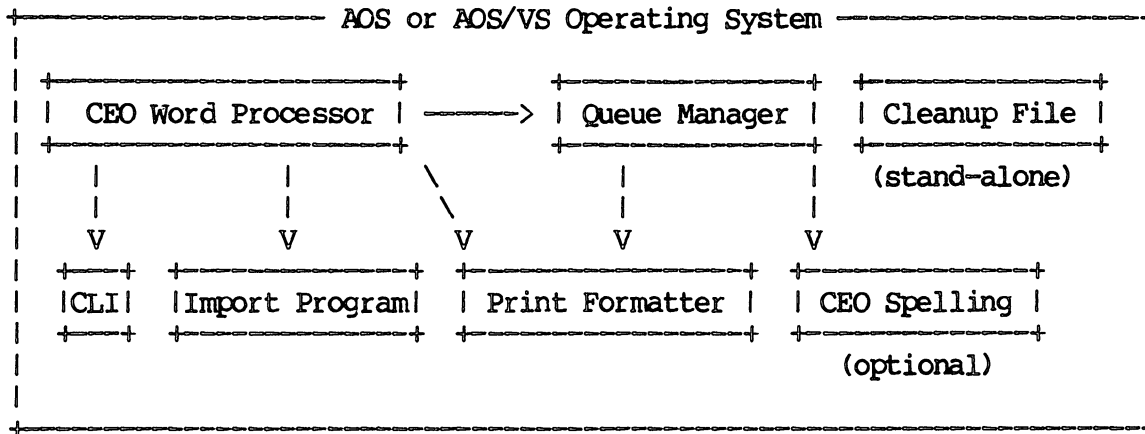 AOS or AOS/VS Operating System
CEO Word Processor Queue Manager Cleanup File
(stand-alone)
CLI Import Program Print Formatter CEO Spelling
(optional)